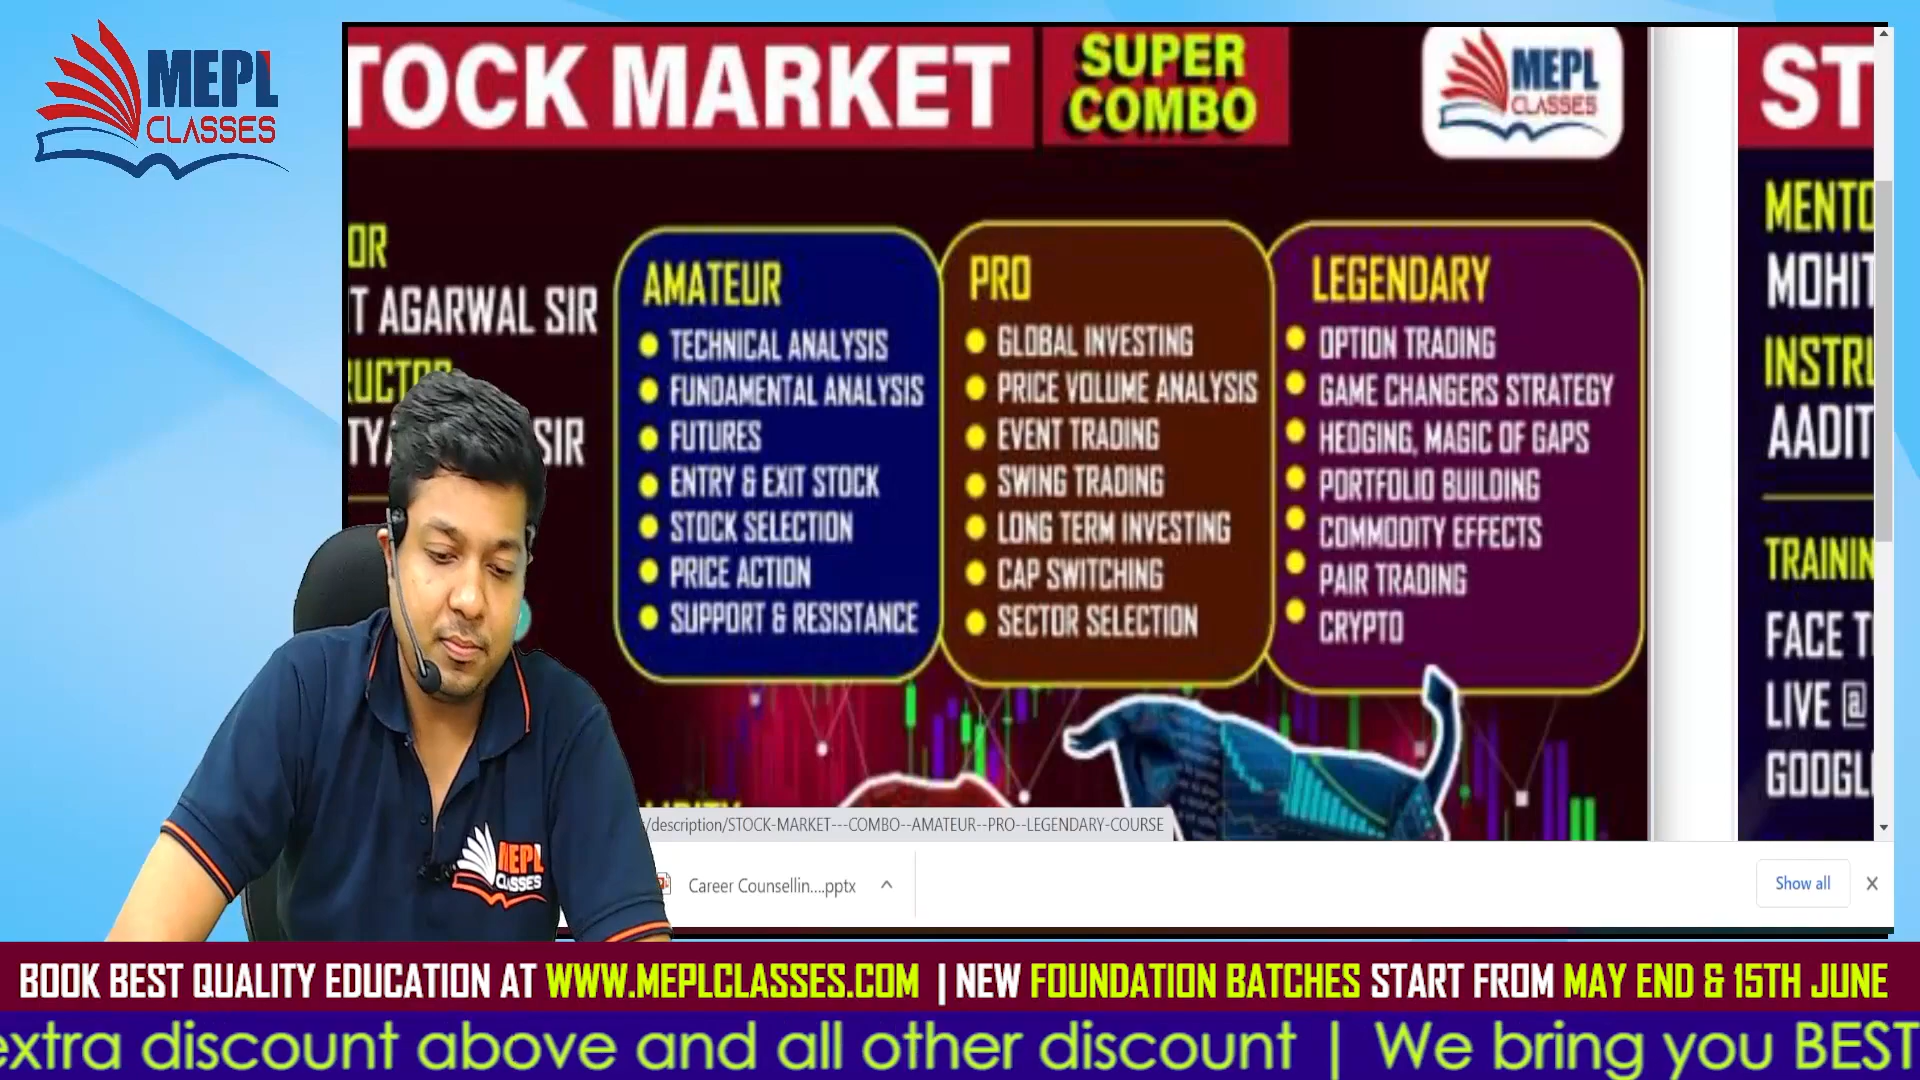 MEPL
CLASSES
TOCK MARKET
SUPER
COMBO
MEPL
CLASSES
ST
OR
T AGARWAL SIR
RUCTOR
TYA
SIR
AMATEUR
TECHNICAL ANALYSIS
FUNDAMENTAL ANALYSIS
FUTURES
ENTRY & EXIT STOCK
STOCK SELECTION
PRICE ACTION
SUPPORT & RESISTANCE
PRO
GLOBAL INVESTING
PRICE VOLUME ANALYSIS
EVENT TRADING
SWING TRADING
LONG TERM INVESTING
CAP SWITCHING
SECTOR SELECTION
LEGENDARY
OPTION TRADING
GAME CHANGERS STRATEGY
HEDGING, MAGIC OF GAPS
PORTFOLIO BUILDING
COMMODITY EFFECTS
PAIR TRADING
CRYPTO
MENTO
MOHIT
INSTRU
AADIT
TRAININ
FACE T
LIVE @
GOOGL
/description/STOCK-MARKET---COMBO--AMATEUR--PRO--LEGENDARY-COURSE
Career Counsellin....pptx
Show all
MEPL
CLASSES
BOOK BEST QUALITY EDUCATION AT WWW.MEPLCLASSES.COM | NEW FOUNDATION BATCHES START FROM MAY END & 15TH JUNE
extra discount above and all other discount | We bring you BEST